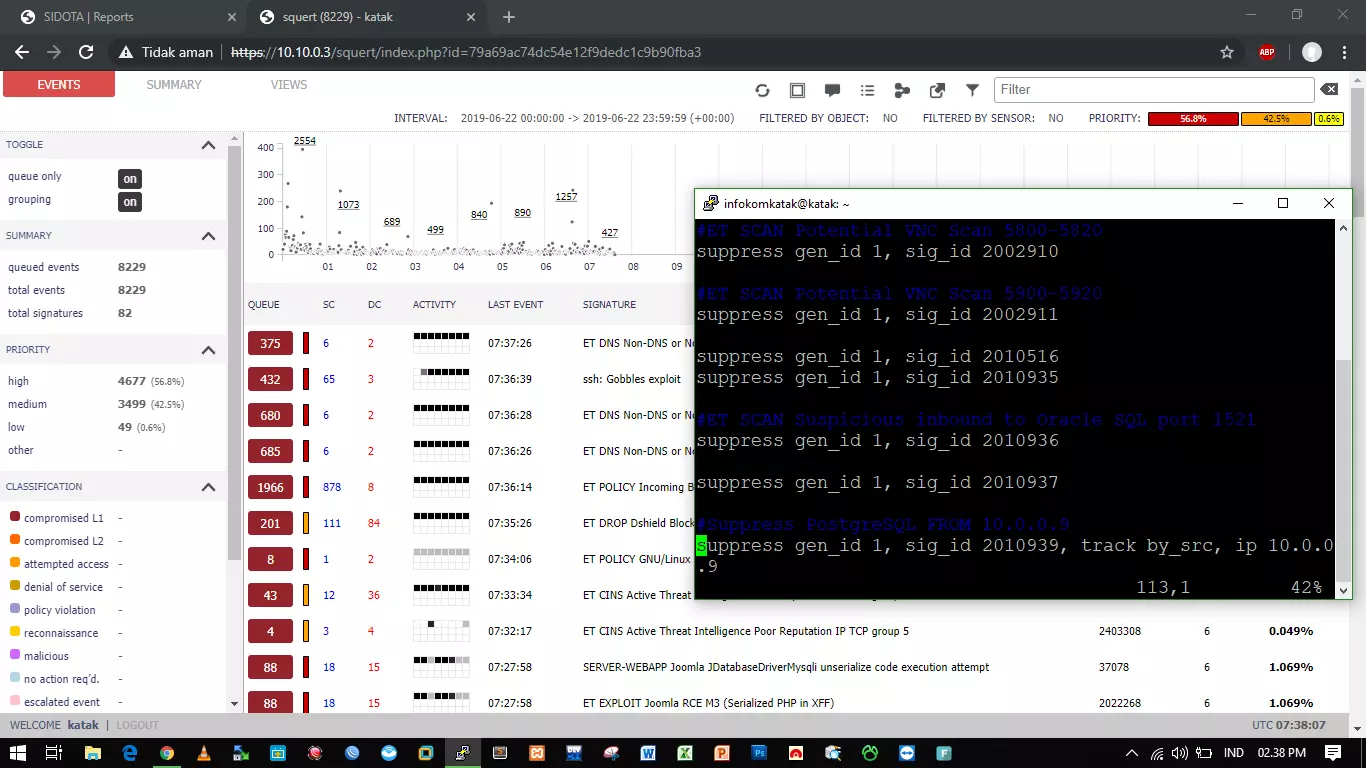 SIDOTA | Reports
squert (8229) - katak
Tidak aman | https://10.10.0.3/squert/index.php?id=79a69ac74dc54e12f9dedc1c9b90fba3
ABP
EVENTS SUMMARY VIEWS
Filter
INTERVAL: 2019-06-22 00:00:00 -> 2019-06-22 23:59:59 (+00:00) FILTERED BY OBJECT: NO FILTERED BY SENSOR: NO PRIORITY: 56.8% 42.5% 0.6%
TOGGLE
queue only on
grouping on
SUMMARY
queued events 8229
total events 8229
total signatures 82
PRIORITY
high 4677 (56.8%)
medium 3499 (42.5%)
low 49 (0.6%)
other -
CLASSIFICATION
compromised L1 -
compromised L2 -
attempted access -
denial of service -
policy violation -
reconnaissance -
malicious -
no action req'd. -
escalated event -
400
300
200
100
0
2554 1073 689 499 840 890 1257 427
01 02 03 04 05 06 07 08 09
QUEUE SC DC ACTIVITY LAST EVENT SIGNATURE
375 6 2 07:37:26 ET DNS Non-DNS or
432 65 3 07:36:39 ssh: Gobbles exploit
680 6 2 07:36:28 ET DNS Non-DNS or
685 6 2 07:36:26 ET DNS Non-DNS or
1966 878 8 07:36:14 ET POLICY Incoming
201 111 84 07:35:26 ET DROP Dshield Block
8 1 2 07:34:06 ET POLICY GNU/Linux
43 12 36 07:33:34 ET CINS Active Threat
4 3 4 07:32:17 ET CINS Active Threat Intelligence Poor Reputation IP TCP group 5 2403308 6 0.049%
88 18 15 07:27:58 SERVER-WEBAPP Joomla JDatabaseDriverMysqli unserialize code execution attempt 37078 6 1.069%
88 18 15 07:27:58 ET EXPLOIT Joomla RCE M3 (Serialized PHP in XFF) 2022268 6 1.069%
infokomkatak@katak: ~
#ET SCAN Potential VNC Scan 5800-5820
suppress gen_id 1, sig_id 2002910
#ET SCAN Potential VNC Scan 5900-5920
suppress gen_id 1, sig_id 2002911
suppress gen_id 1, sig_id 2010516
suppress gen_id 1, sig_id 2010935
#ET SCAN Suspicious inbound to Oracle SQL port 1521
suppress gen_id 1, sig_id 2010936
suppress gen_id 1, sig_id 2010937
#Suppress PostgreSQL FROM 10.0.0.9
suppress gen_id 1, sig_id 2010939, track by_src, ip 10.0.0
.9
113,1 42%
WELCOME katak | LOGOUT
UTC 07:38:07
IND 02.38 PM